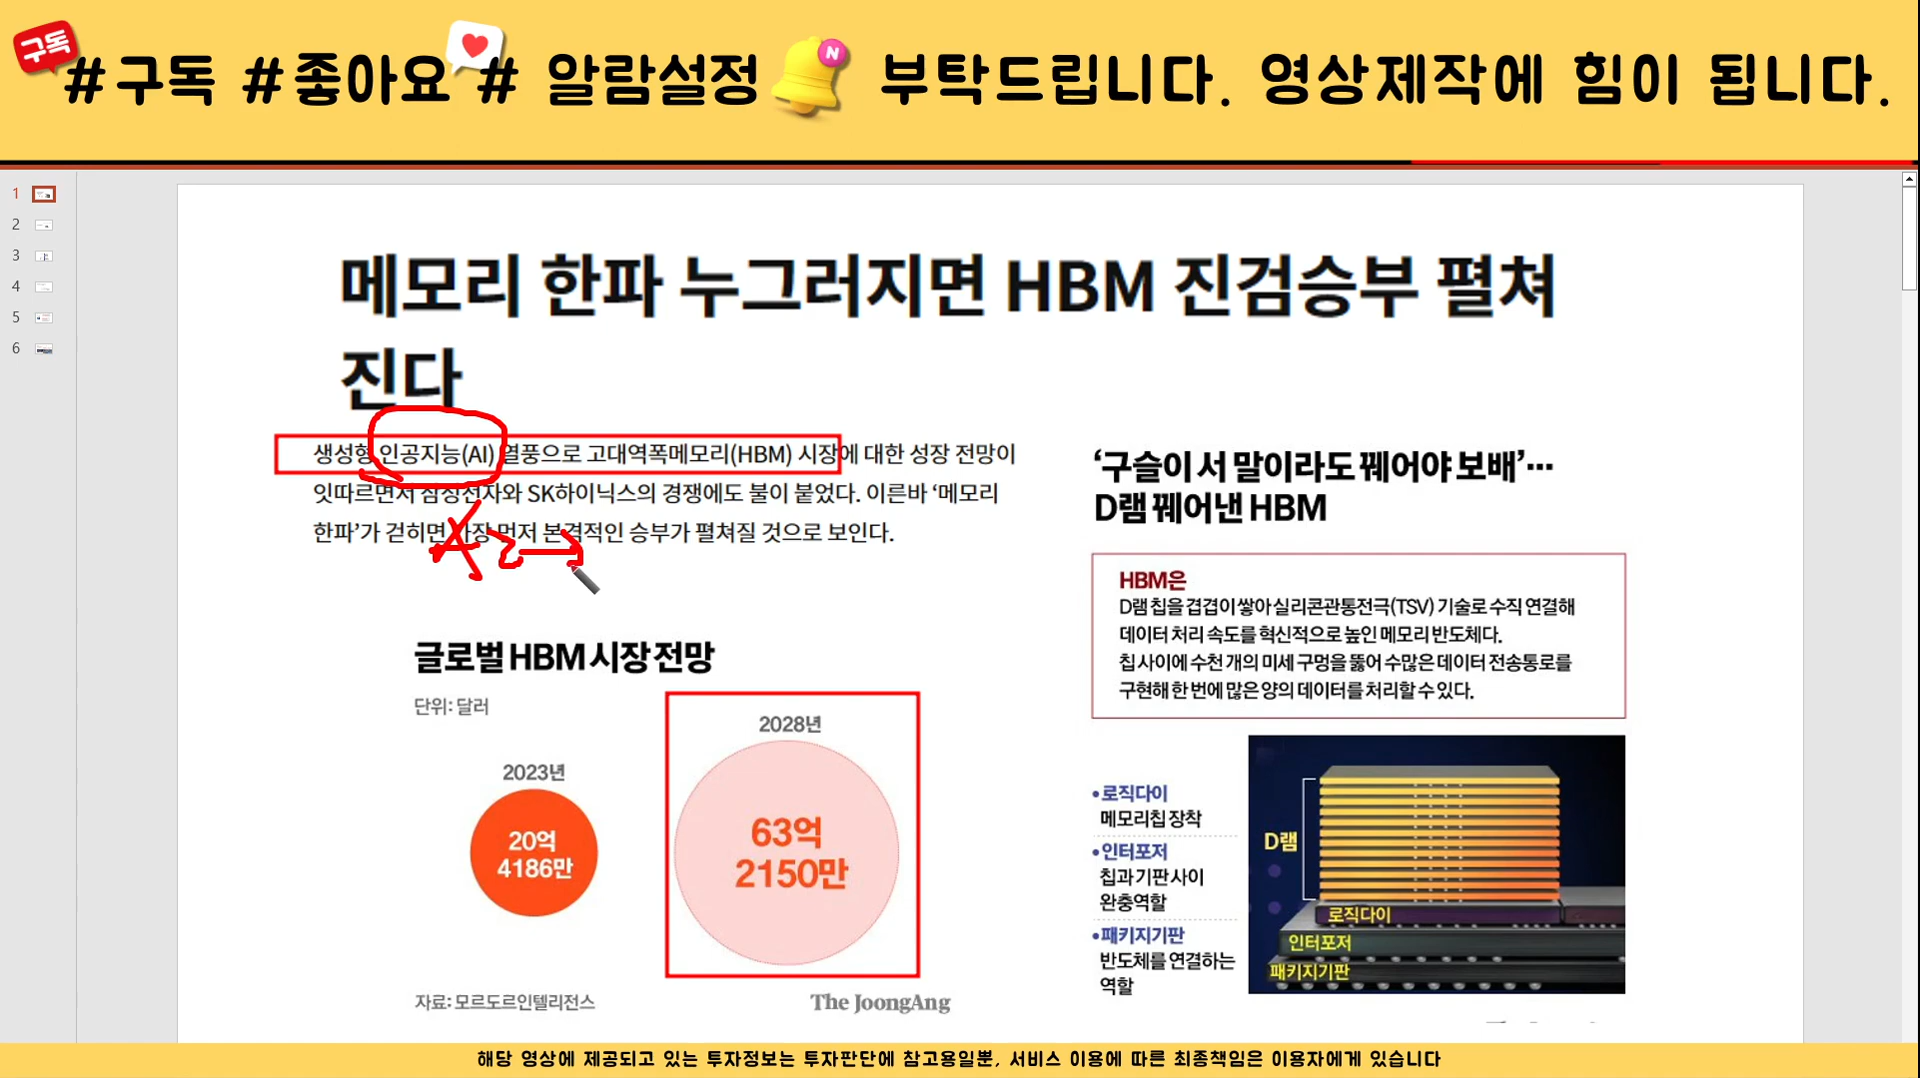 구독
#구독 #좋아요 # 알람설정 N 부탁드립니다. 영상제작에 힘이 됩니다.
1
2
3
4
5
6
메모리 한파 누그러지면 HBM 진검승부 펼쳐
진다
생성형 인공지능(AI) 열풍으로 고대역폭메모리(HBM) 시장에 대한 성장 전망이
잇따르면서 삼성전자와 SK하이닉스의 경쟁에도 불이 붙었다. 이른바 ‘메모리
한파’가 걷히면 가장 먼저 본격적인 승부가 펼쳐질 것으로 보인다.
글로벌 HBM 시장 전망
단위: 달러
2023년
20억
4186만
2028년
63억
2150만
자료: 모르도르인텔리전스
The JoongAng
‘구슬이 서 말이라도 꿰어야 보배’…
D램 꿰어낸 HBM
HBM은
D램 칩을 겹겹이 쌓아 실리콘관통전극(TSV) 기술로 수직 연결해
데이터 처리 속도를 혁신적으로 높인 메모리 반도체다.
칩 사이에 수천 개의 미세 구멍을 뚫어 수많은 데이터 전송통로를
구현해 한 번에 많은 양의 데이터를 처리할 수 있다.
•로직다이
메모리칩 장착
•인터포저
칩과 기판 사이
완충역할
•패키지기판
반도체를 연결하는
역할
D램
로직다이
인터포저
패키지기판
해당 영상에 제공되고 있는 투자정보는 투자판단에 참고용일뿐, 서비스 이용에 따른 최종책임은 이용자에게 있습니다